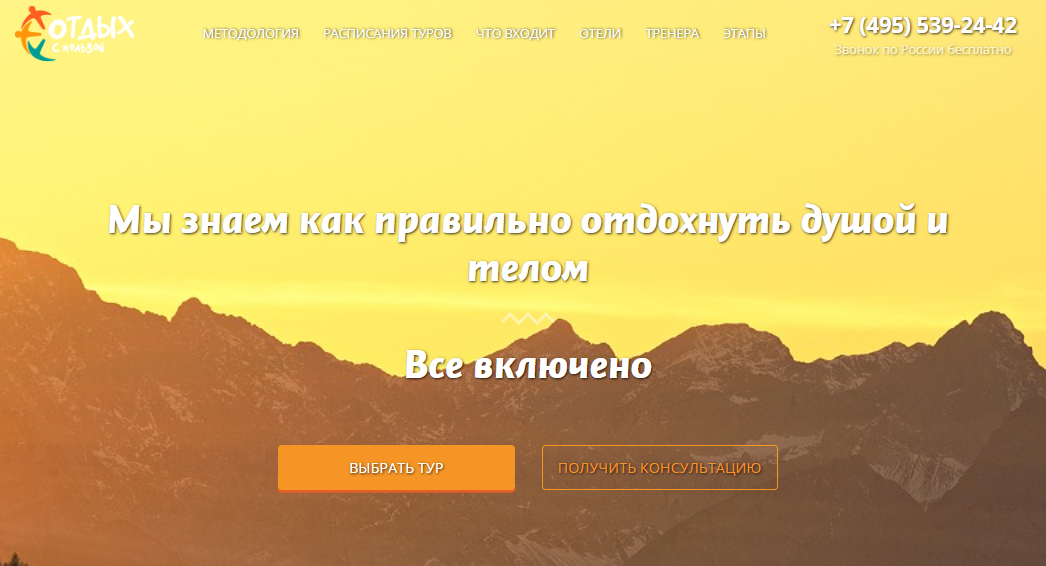 ОТДЫХ
с пользой
МЕТОДОЛОГИЯ РАСПИСАНИЯ ТУРОВ ЧТО ВХОДИТ ОТЕЛИ ТРЕНЕРА ЭТАПЫ
+7 (495) 539-24-42
Звонок по России бесплатно
Мы знаем как правильно отдохнуть душой и
телом
Все включено
ВЫБРАТЬ ТУР ПОЛУЧИТЬ КОНСУЛЬТАЦИЮ